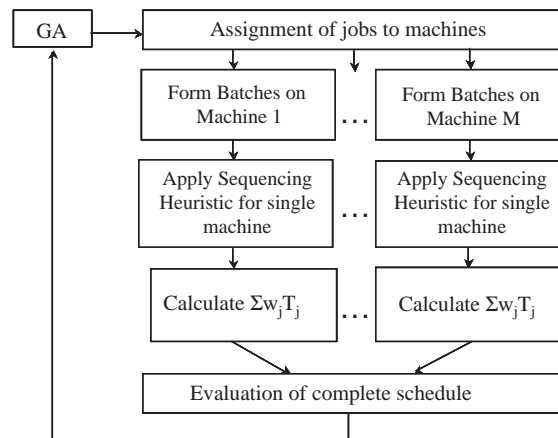 GA
Assignment of jobs to machines
Form Batches on
Machine 1
...
Form Batches on
Machine M
Apply Sequencing
Heuristic for single
machine
...
Apply Sequencing
Heuristic for single
machine
Calculate Σw_jT_j
...
Calculate Σw_jT_j
Evaluation of complete schedule